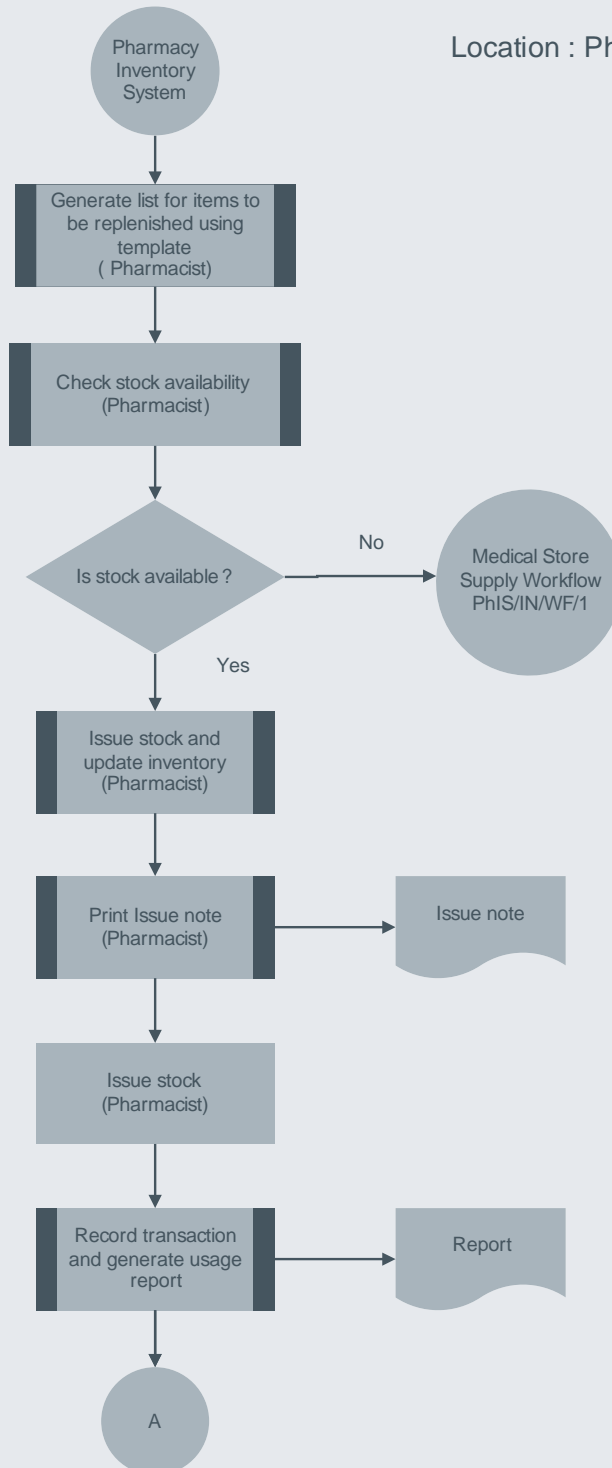 Pharmacy
Inventory
System
Location : Ph
Generate list for items to
be replenished using
template
( Pharmacist)
Check stock availability
(Pharmacist)
Is stock available ?
No
Medical Store
Supply Workflow
PhIS/IN/WF/1
Yes
Issue stock and
update inventory
(Pharmacist)
Print Issue note
(Pharmacist)
Issue note
Issue stock
(Pharmacist)
Record transaction
and generate usage
report
Report
A